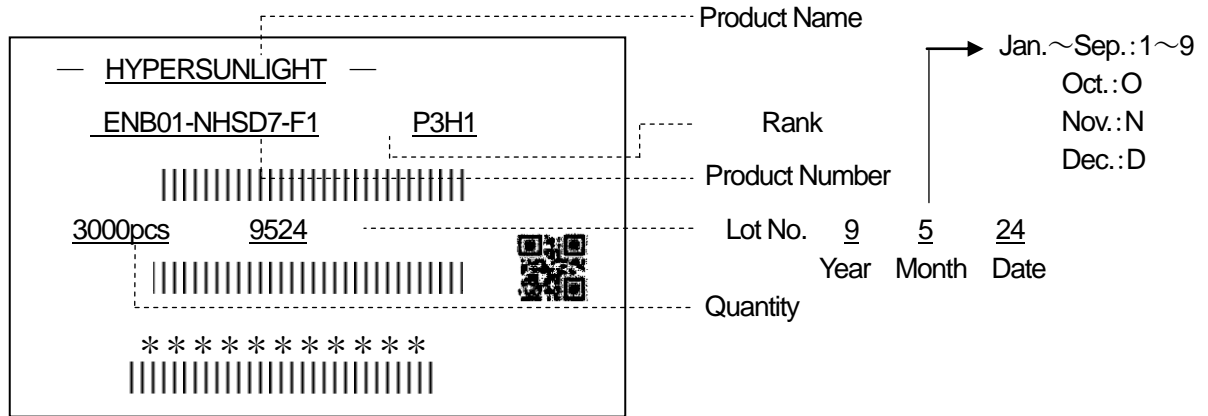 Product Name
Jan.～Sep.:1～9
— HYPERSUNLIGHT —
Oct.:O
ENB01-NHSD7-F1 P3H1
Rank
Nov.:N
Dec.:D
Product Number
3000pcs 9524
Lot No. 9 5 24
Year Month Date
Quantity
* * * * * * * * * * *